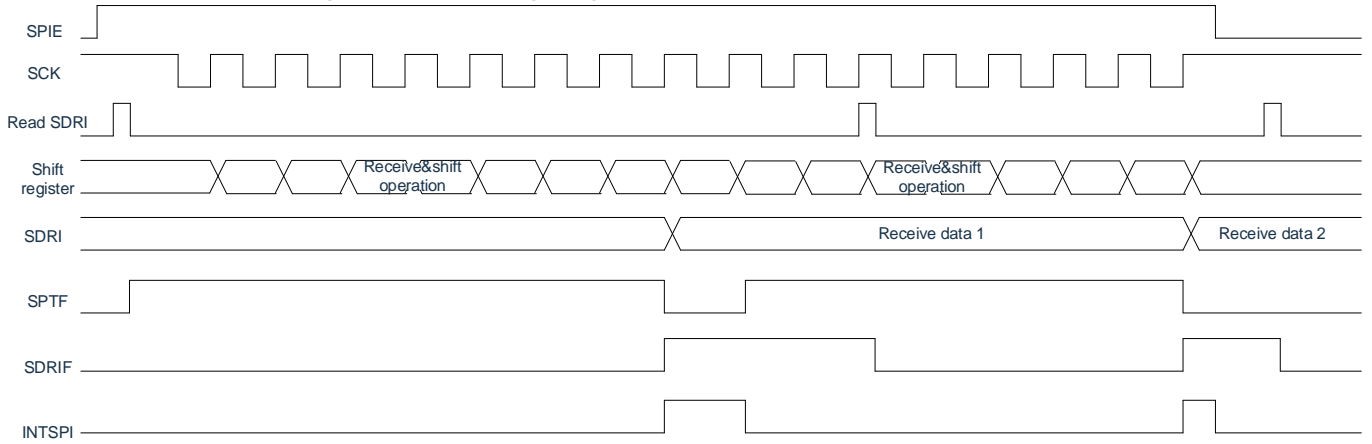 SPIE
SCK
Read SDRI
Shift
register
Receive&shift
operation
Receive&shift
operation
SDRI
Receive data 1
Receive data 2
SPTF
SDRIF
INTSPI